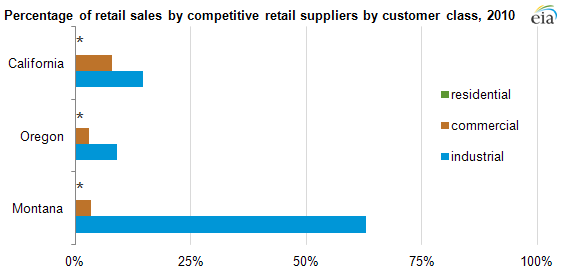 Percentage of retail sales by competitive retail suppliers by customer class, 2010
eia
*
California
*
Oregon
*
Montana
residential
commercial
industrial
0%
25%
50%
75%
100%